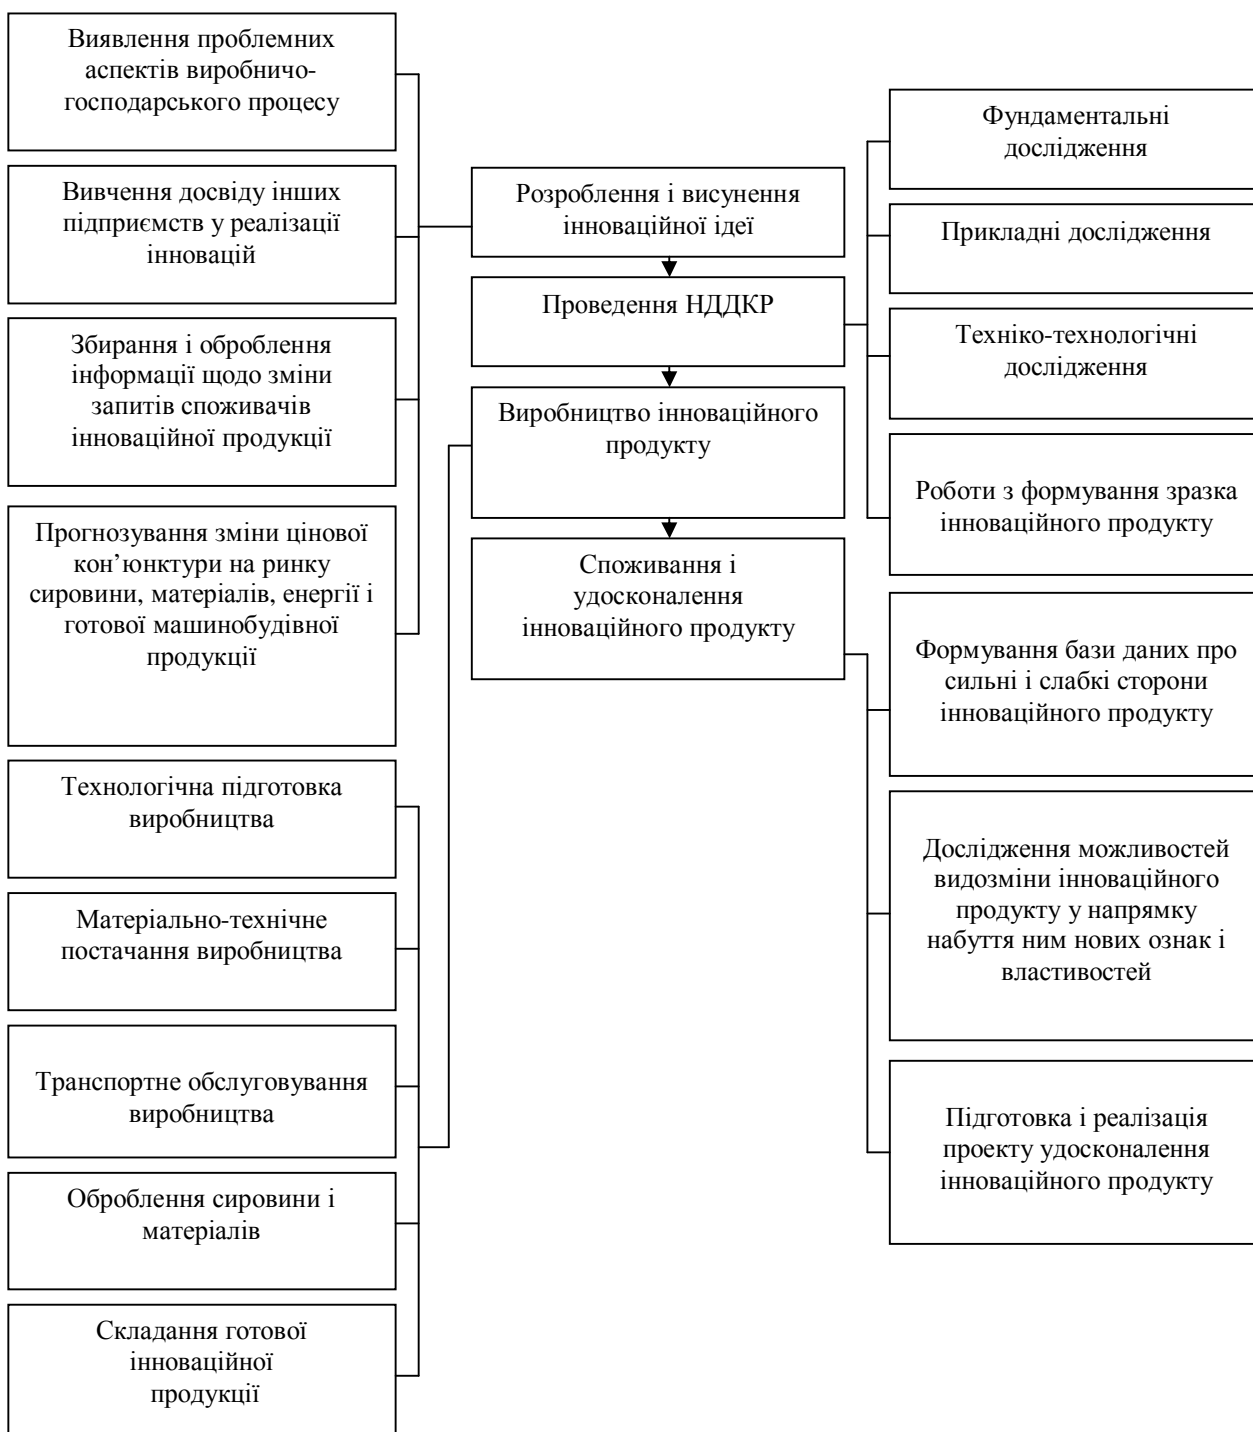 Виявлення проблемних
аспектів виробничо-
господарського процесу
Вивчення досвіду інших
підприємств у реалізації
інновацій
Збирання і оброблення
інформації щодо зміни
запитів споживачів
інноваційної продукції
Прогнозування зміни цінової
кон’юнктури на ринку
сировини, матеріалів, енергії і
готової машинобудівної
продукції
Технологічна підготовка
виробництва
Матеріально-технічне
постачання виробництва
Транспортне обслуговування
виробництва
Оброблення сировини і
матеріалів
Складання готової
інноваційної
продукції
Розроблення і висунення
інноваційної ідеї
Проведення НДДКР
Виробництво інноваційного
продукту
Споживання і
удосконалення
інноваційного продукту
Фундаментальні
дослідження
Прикладні дослідження
Техніко-технологічні
дослідження
Роботи з формування зразка
інноваційного продукту
Формування бази даних про
сильні і слабкі сторони
інноваційного продукту
Дослідження можливостей
видозміни інноваційного
продукту у напрямку
набуття ним нових ознак і
властивостей
Підготовка і реалізація
проекту удосконалення
інноваційного продукту